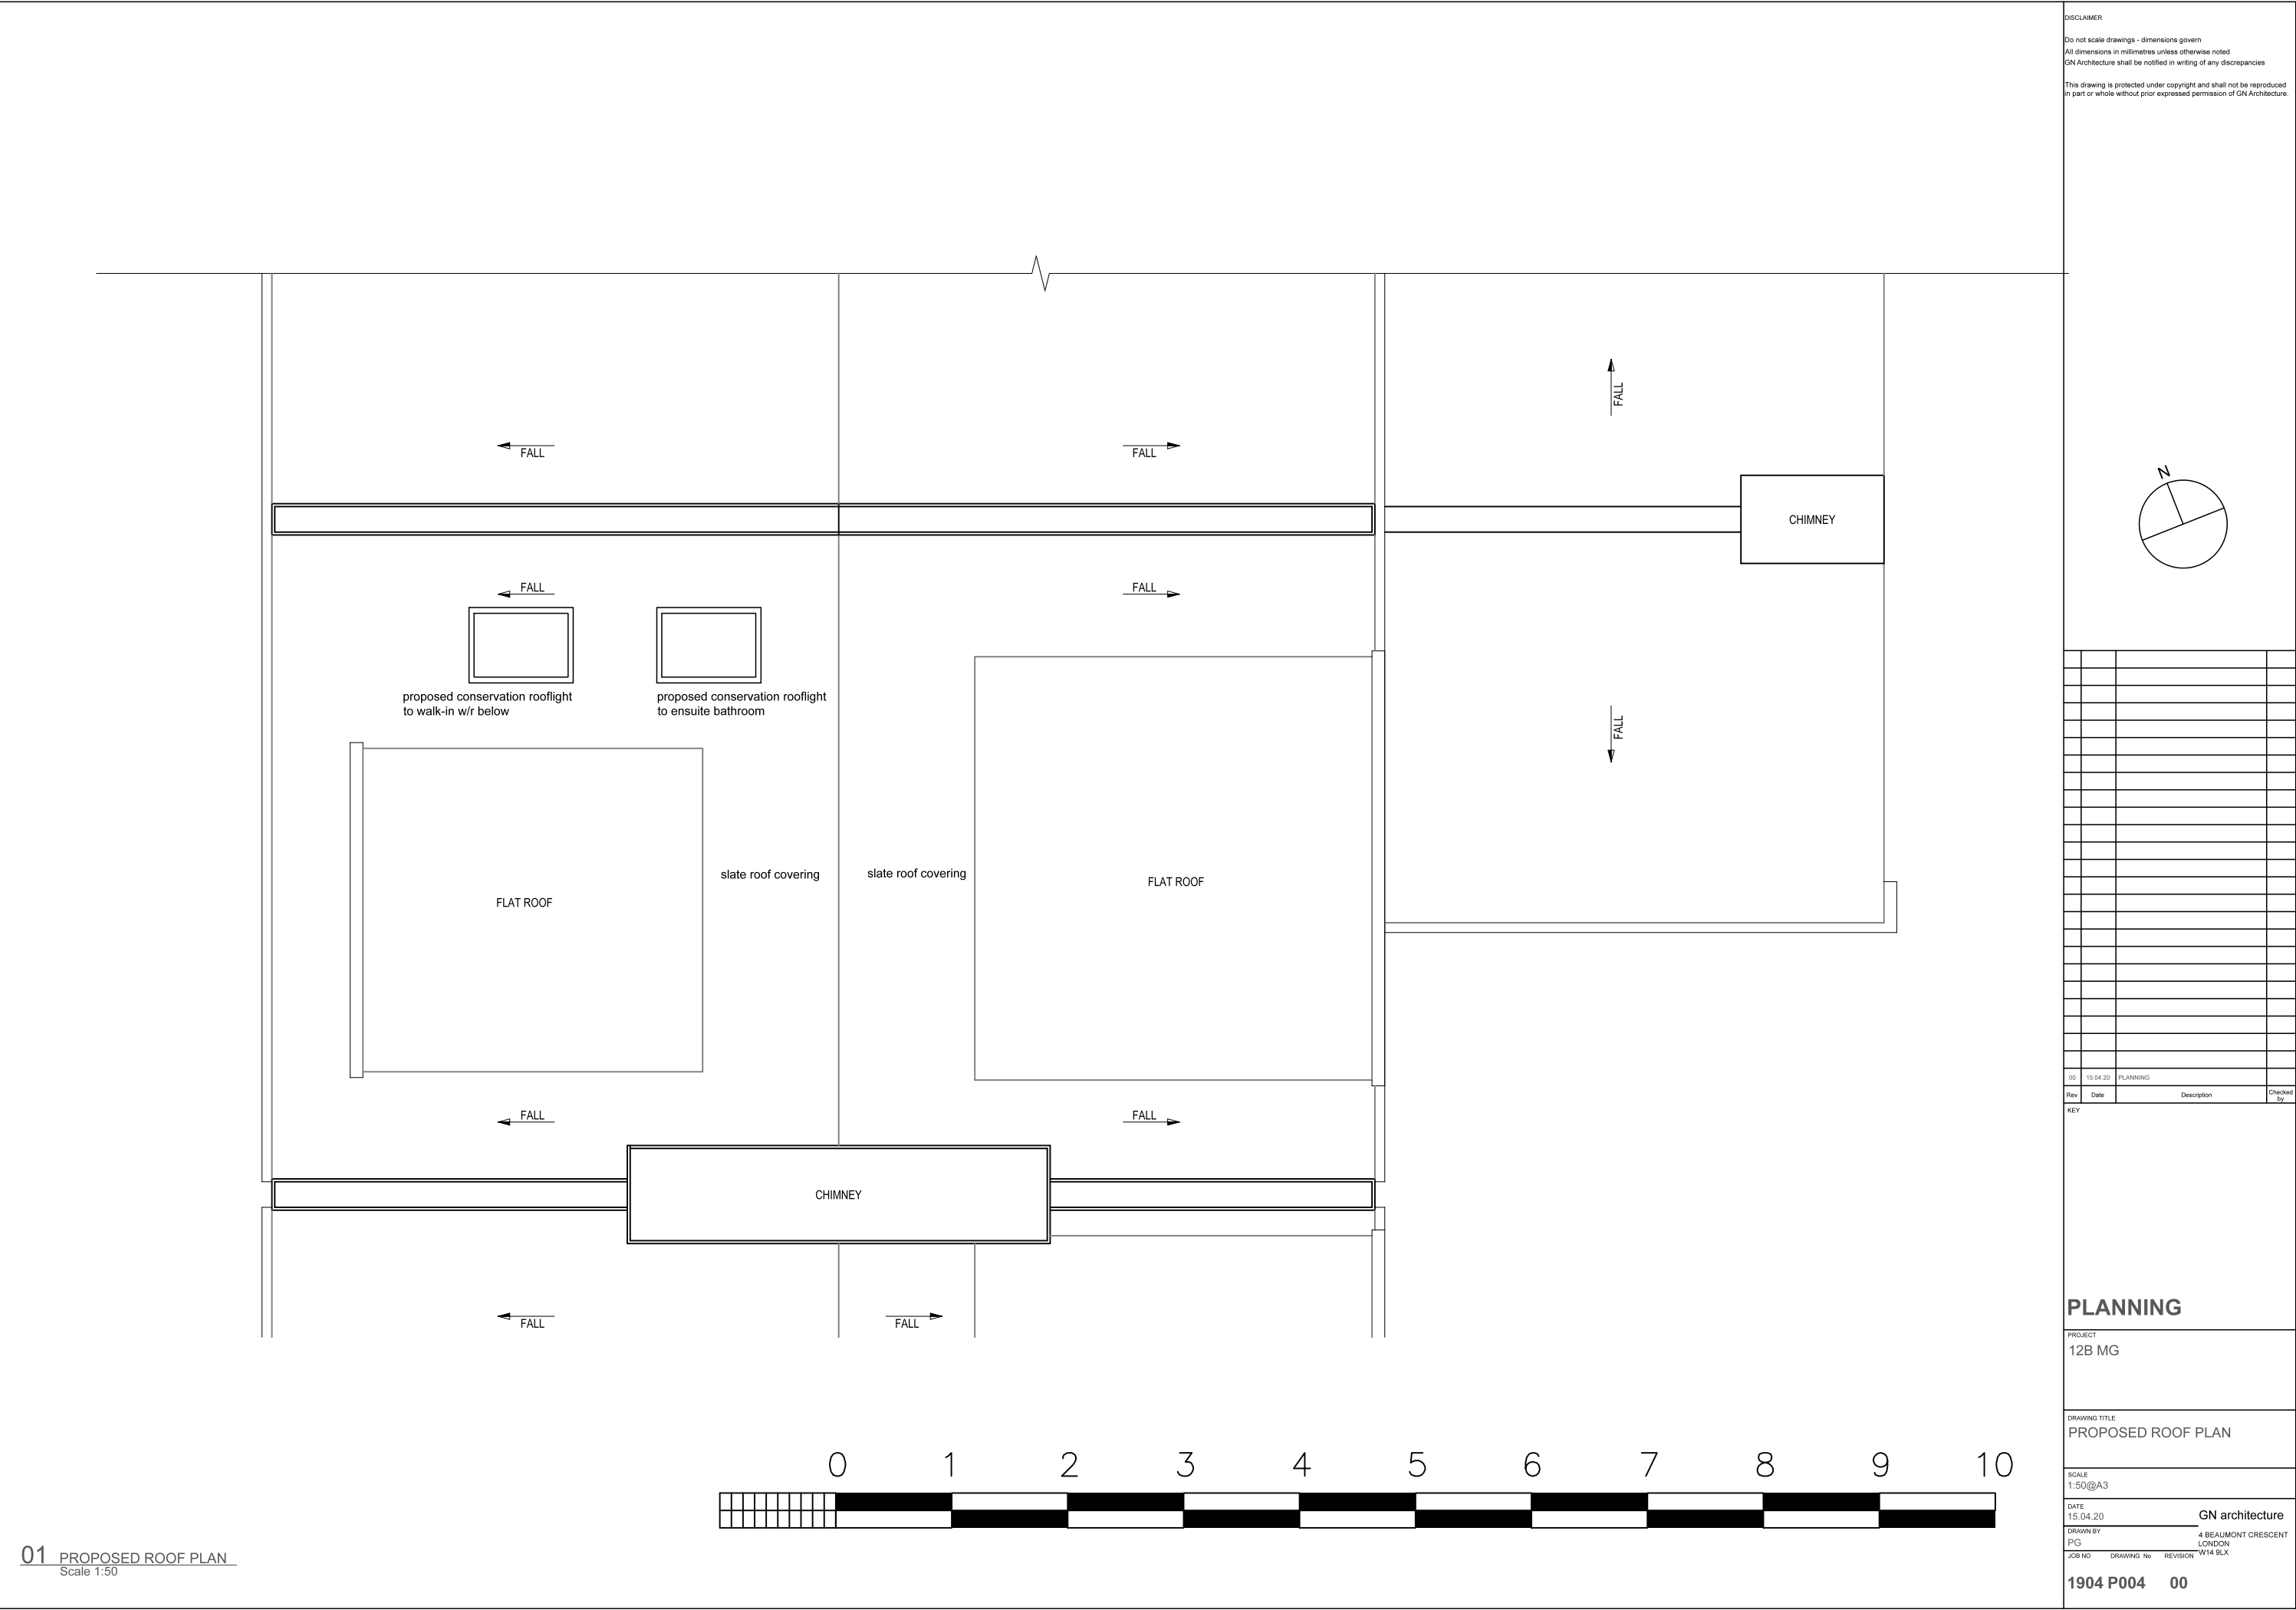 DISCLAIMER
Do not scale drawings - dimensions govern
All dimensions in millimetres unless otherwise noted
GN Architecture shall be notified in writing of any discrepancies
This drawing is protected under copyright and shall not be reproduced
in part or whole without prior expressed permission of GN Architecture.
FALL
FALL
FALL
CHIMNEY
N
FALL
FALL
proposed conservation rooflight
to walk-in w/r below
proposed conservation rooflight
to ensuite bathroom
FALL
slate roof covering
slate roof covering
FLAT ROOF
FLAT ROOF
FALL
FALL
CHIMNEY
FALL
FALL
0 1 2 3 4 5 6 7 8 9 10
01 PROPOSED ROOF PLAN
Scale 1:50
00 15.04.20 PLANNING
Rev Date Description Checked
by
KEY
PLANNING
PROJECT
12B MG
DRAWING TITLE
PROPOSED ROOF PLAN
SCALE
1:50@A3
DATE
15.04.20
DRAWN BY
PG
GN architecture
4 BEAUMONT CRESCENT
LONDON
W14 9LX
JOB NO DRAWING No REVISION
1904 P004 00